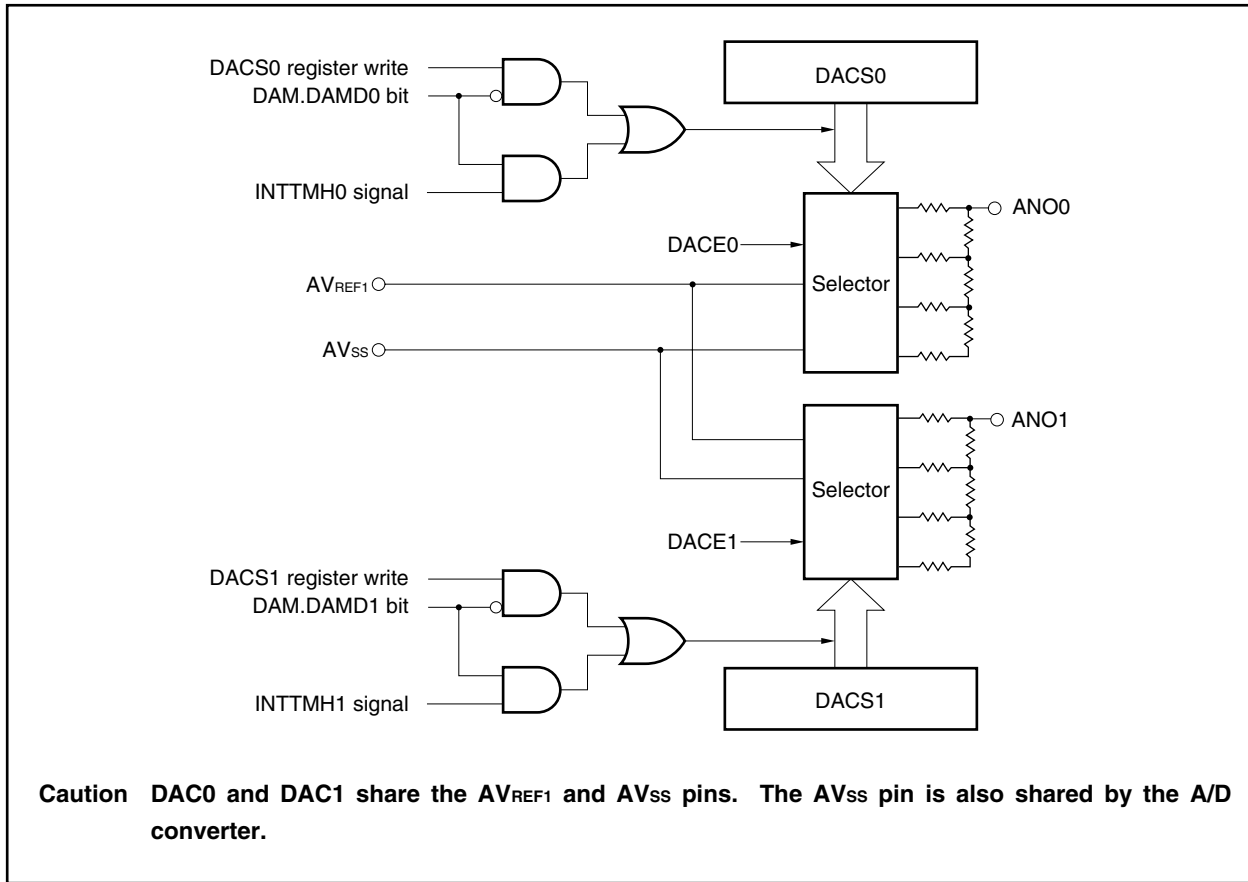 DACS0 register write
DAM.DAMD0 bit
INTTMH0 signal
DACS0
ANO0
DACE0
Selector
AVREF1
AVSS
ANO1
Selector
DACE1
DACS1 register write
DAM.DAMD1 bit
INTTMH1 signal
DACS1
Caution DAC0 and DAC1 share the AVREF1 and AVSS pins. The AVSS pin is also shared by the A/D
converter.